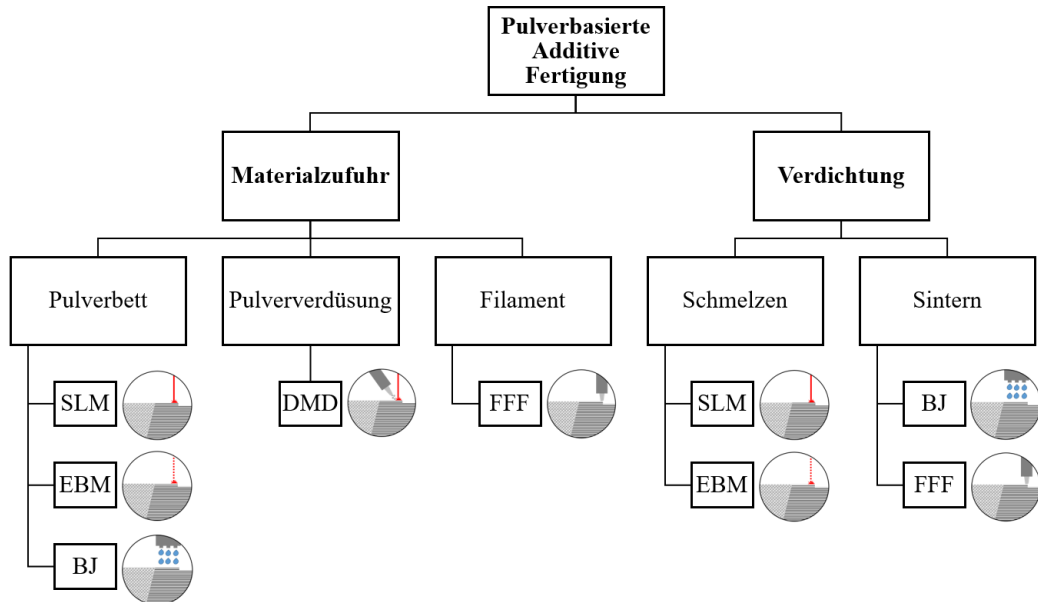 Pulverbasierte
Additive
Fertigung
Materialzufuhr
Verdichtung
Pulverbett
Pulververdüsung
Filament
Schmelzen
Sintern
SLM
DMD
FFF
SLM
BJ
EBM
EBM
FFF
BJ